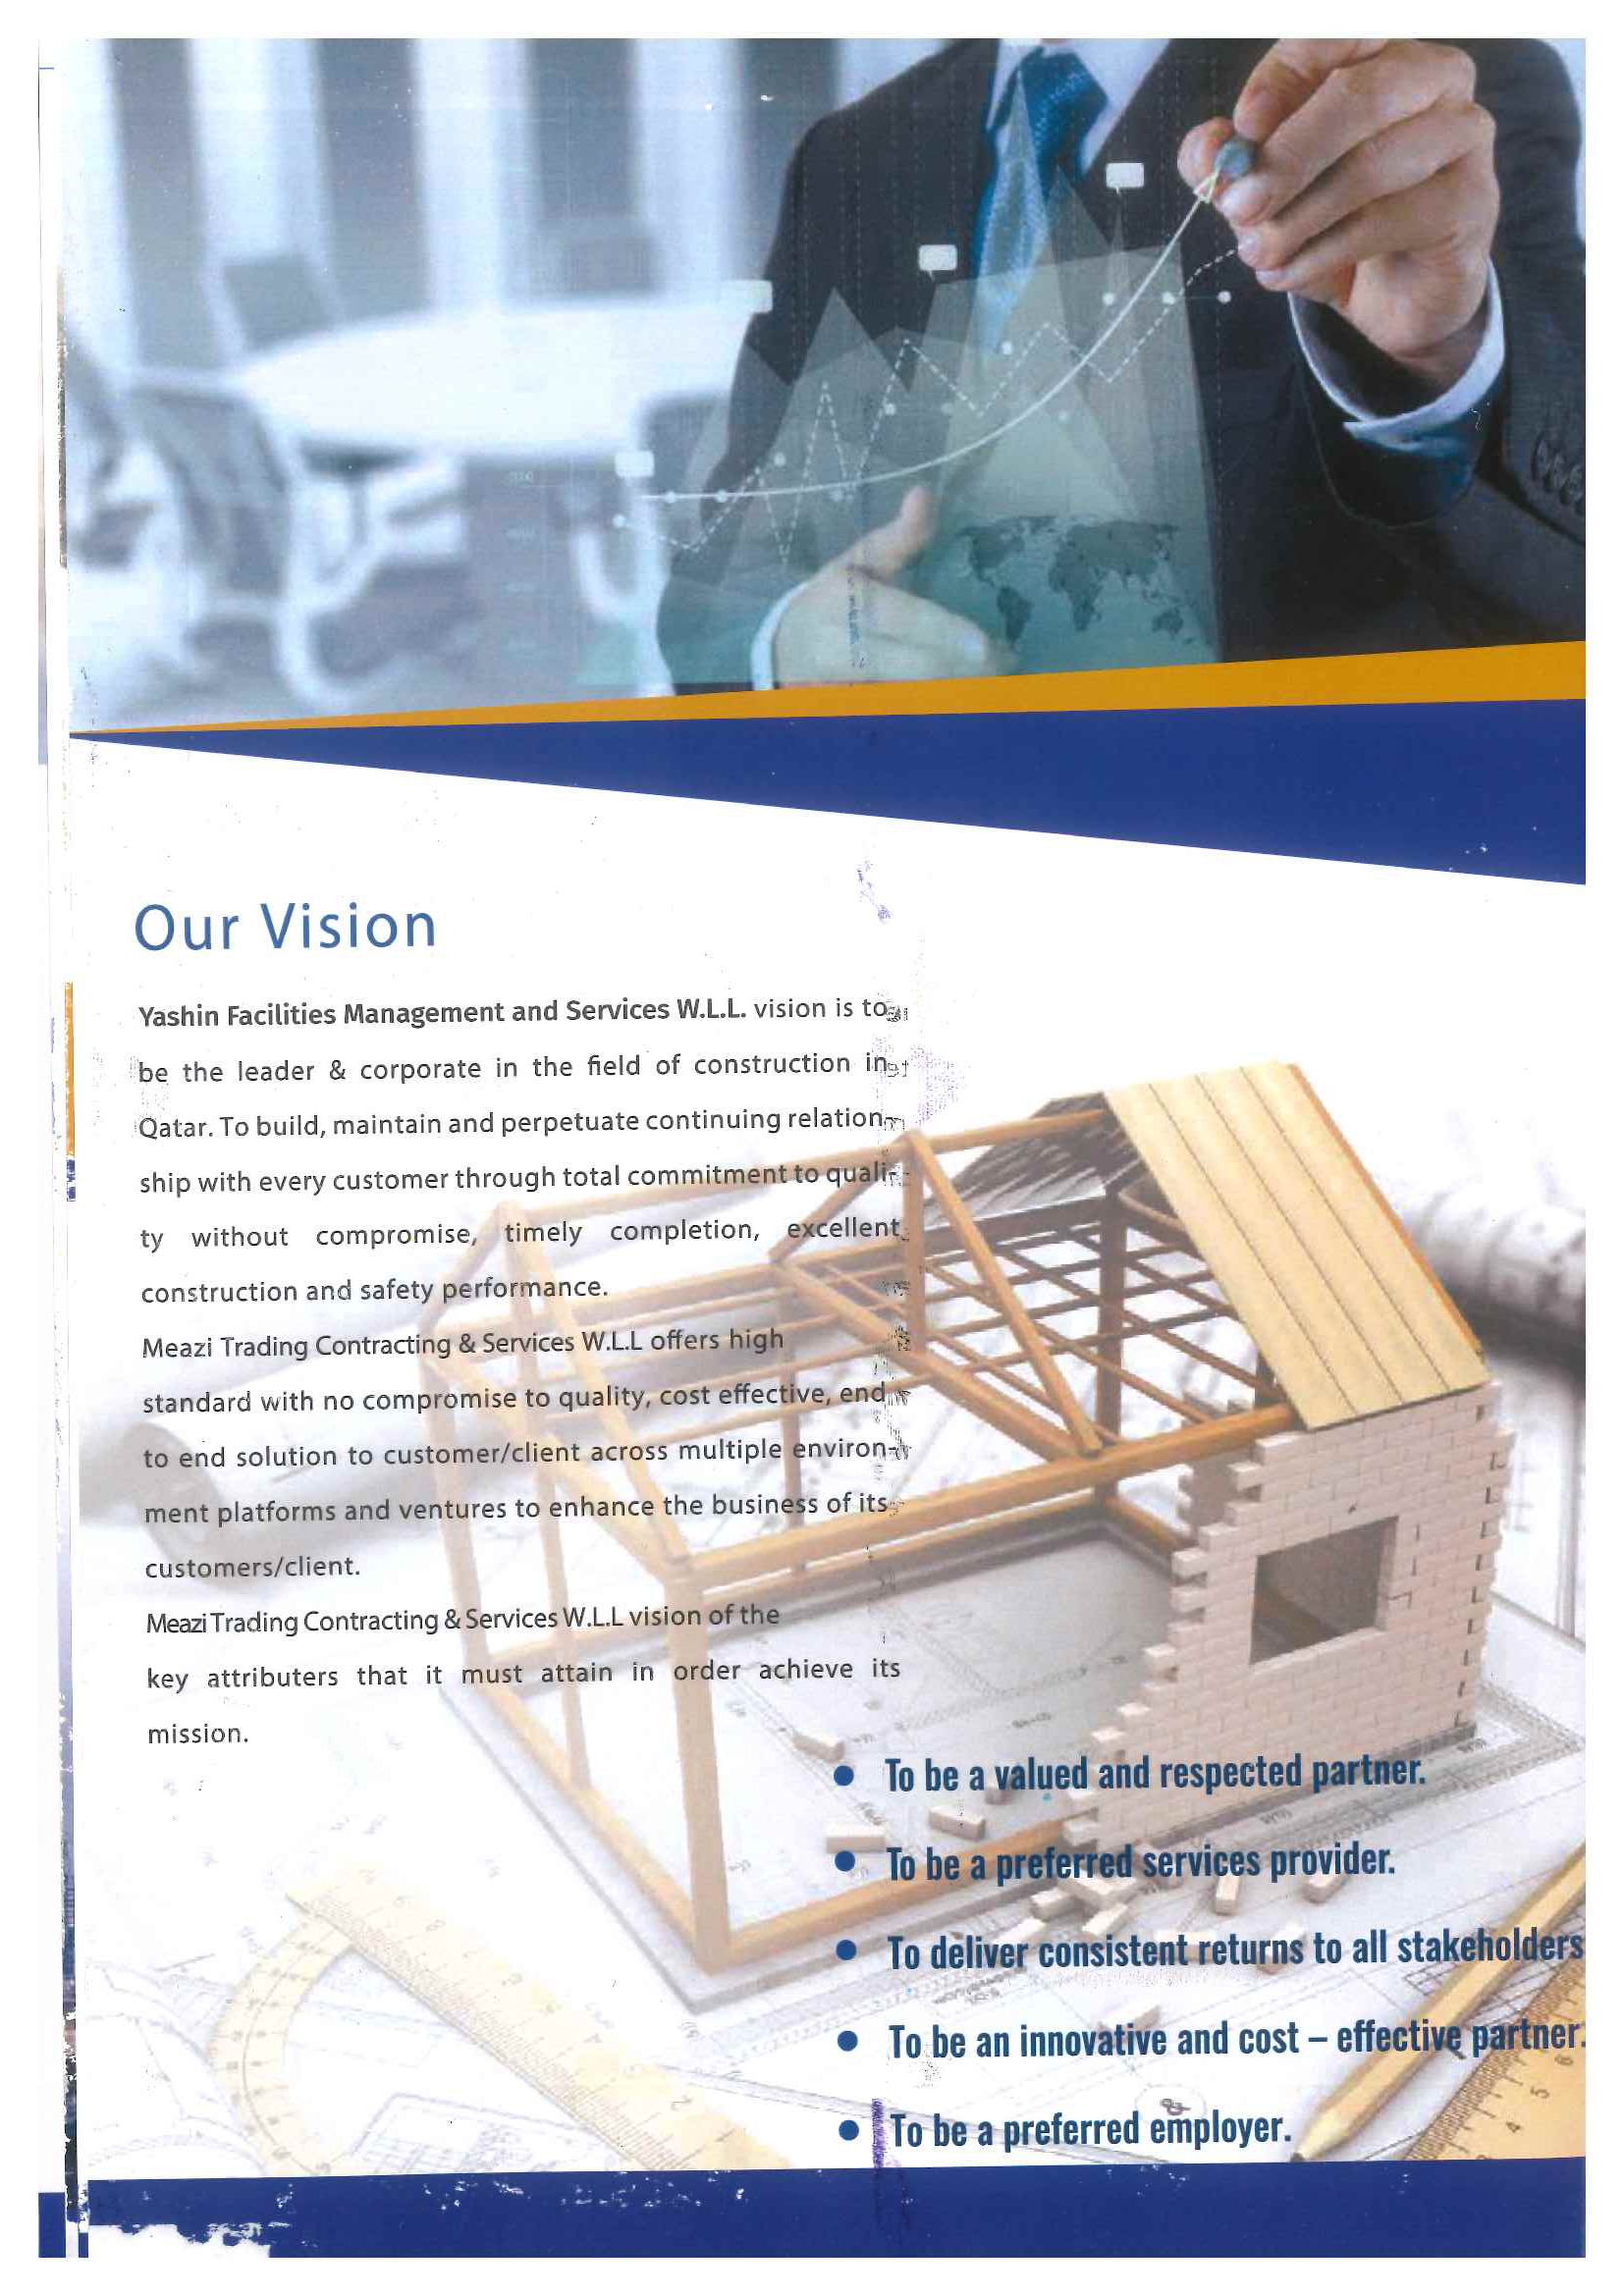 Our Vision
Yashin Facilities Management and Services W.L.L. vision is to
be the leader & corporate in the field of construction in
Qatar. To build, maintain and perpetuate continuing relation-
ship with every customer through total commitment to quali-
ty without compromise, timely completion, excellent
construction and safety performance.
Meazi Trading Contracting & Services W.L.L offers high
standard with no compromise to quality, cost effective, end
to end solution to customer/client across multiple environ-
ment platforms and ventures to enhance the business of its
customers/client.
Meazi Trading Contracting & Services W.L.L vision of the
key attributers that it must attain in order achieve its
mission.
• To be a valued and respected partner.
• To be a preferred services provider.
• To deliver consistent returns to all stakeholders
• To be an innovative and cost – effective partner.
• To be a preferred employer.